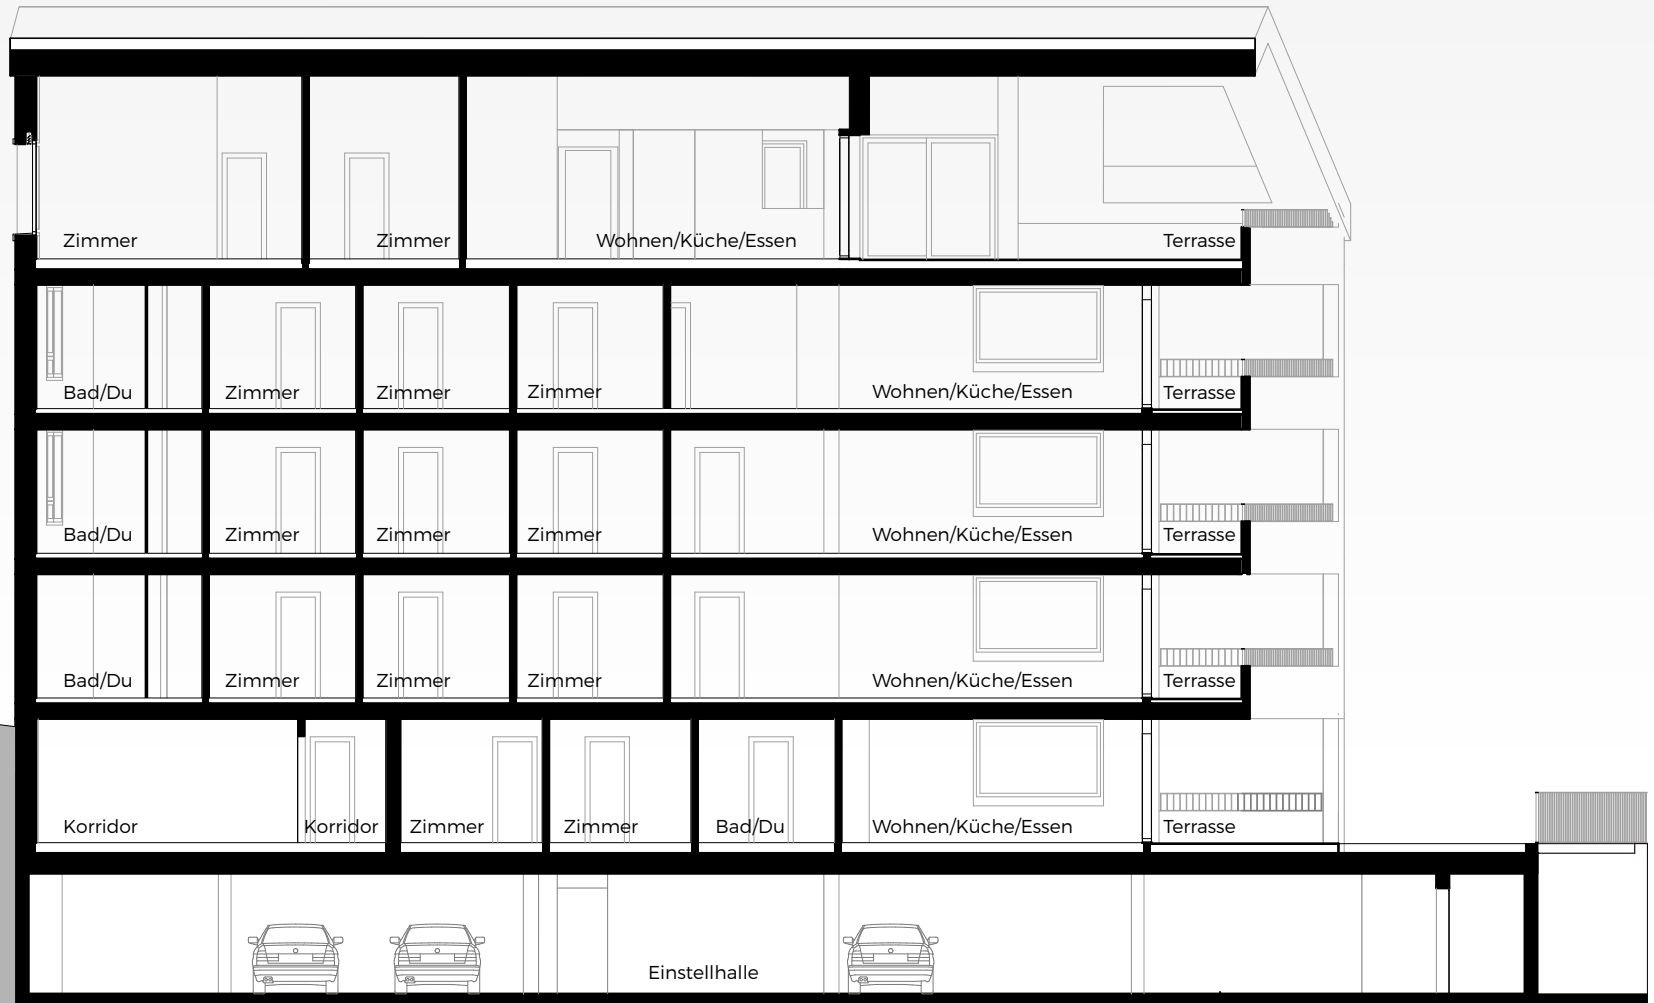 Zimmer Zimmer Wohnen/Küche/Essen Terrasse
Bad/Du Zimmer Zimmer Zimmer Wohnen/Küche/Essen Terrasse
Bad/Du Zimmer Zimmer Zimmer Wohnen/Küche/Essen Terrasse
Bad/Du Zimmer Zimmer Zimmer Wohnen/Küche/Essen Terrasse
Korridor Korridor Zimmer Zimmer Bad/Du Wohnen/Küche/Essen Terrasse
Einstellhalle